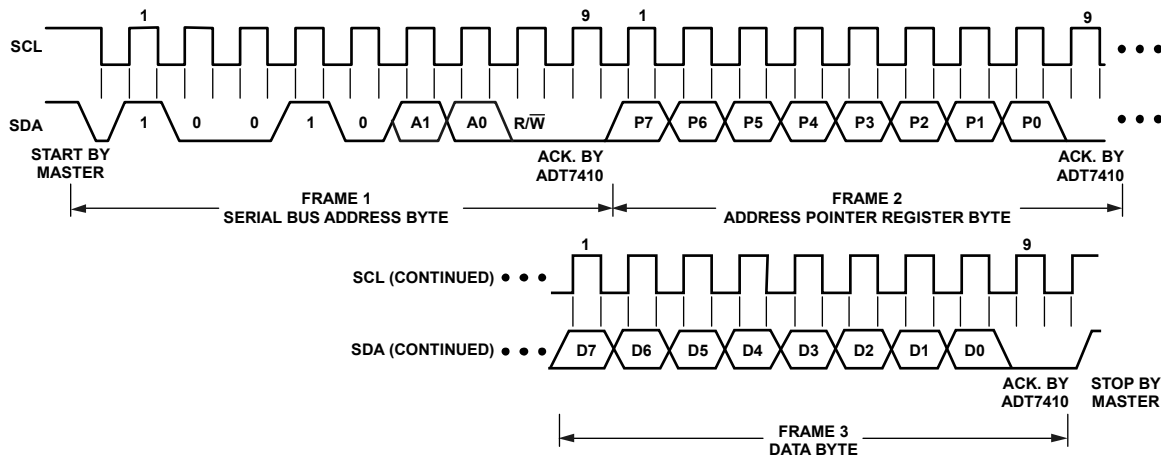 1 9 1 9
SCL
SDA 1 0 0 1 0 A1 A0 R/W̅ P7 P6 P5 P4 P3 P2 P1 P0
START BY
MASTER
ACK. BY
ADT7410
ACK. BY
ADT7410
FRAME 1
SERIAL BUS ADDRESS BYTE
FRAME 2
ADDRESS POINTER REGISTER BYTE
1 9
SCL (CONTINUED)
SDA (CONTINUED) D7 D6 D5 D4 D3 D2 D1 D0
ACK. BY
ADT7410
STOP BY
MASTER
FRAME 3
DATA BYTE